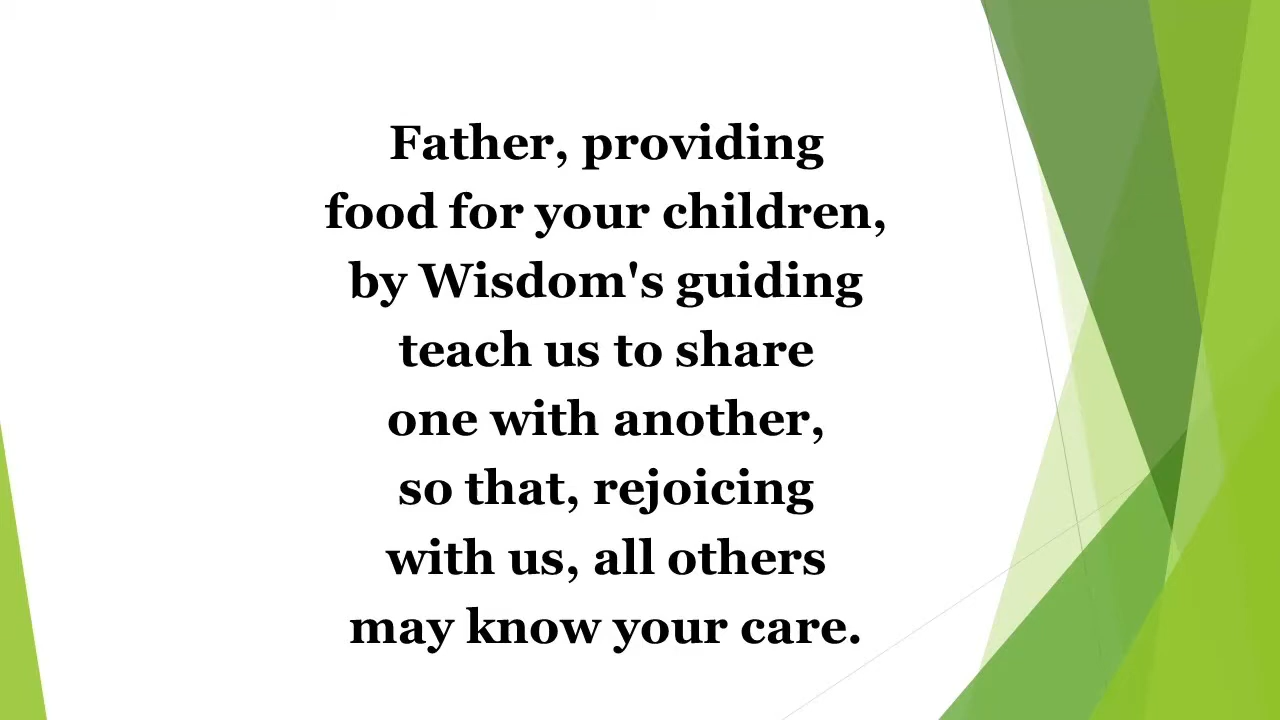 Father, providing
food for your children,
by Wisdom's guiding
teach us to share
one with another,
so that, rejoicing
with us, all others
may know your care.